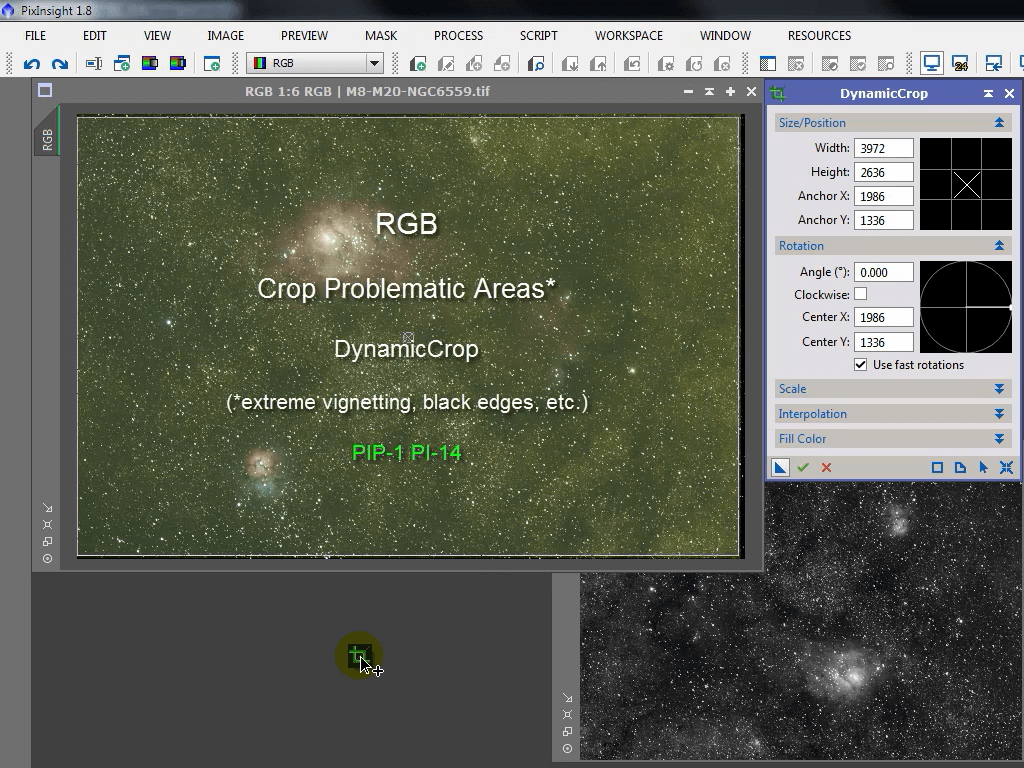 PixInsight 1.8
FILE EDIT VIEW IMAGE PREVIEW MASK PROCESS SCRIPT WORKSPACE WINDOW RESOURCES
RGB
24
RGB 1:6 RGB | M8-M20-NGC6559.tif
RGB
RGB
Crop Problematic Areas*
DynamicCrop
(*extreme vignetting, black edges, etc.)
PIP-1 PI-14
DynamicCrop
Size/Position
Width: 3972
Height: 2636
Anchor X: 1986
Anchor Y: 1336
Rotation
Angle (°): 0.000
Clockwise:
Center X: 1986
Center Y: 1336
Use fast rotations
Scale
Interpolation
Fill Color